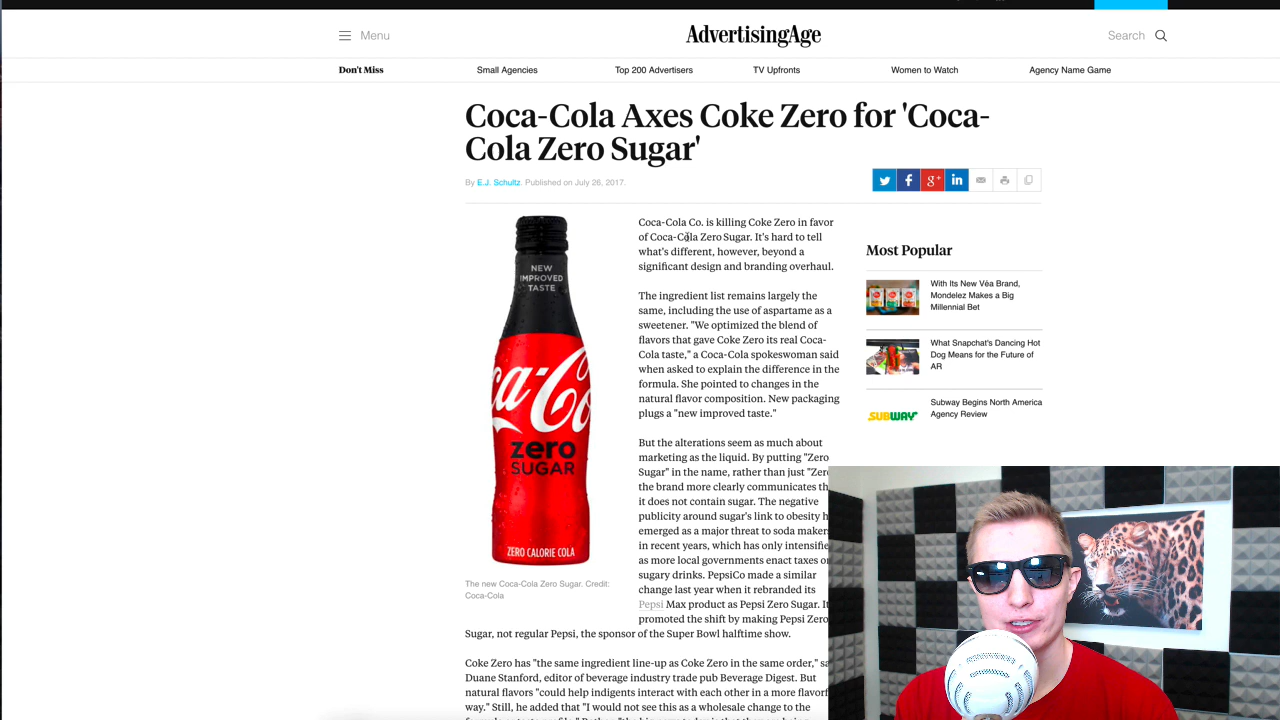 Menu
AdvertisingAge
Search
Don't Miss
Small Agencies
Top 200 Advertisers
TV Upfronts
Women to Watch
Agency Name Game
Coca-Cola Axes Coke Zero for 'Coca-
Cola Zero Sugar'
By E.J. Schultz. Published on July 26, 2017.
NEW
IMPROVED
TASTE
ca-Co
zero
SUGAR
ZERO CALORIE COLA
The new Coca-Cola Zero Sugar. Credit:
Coca-Cola
Coca-Cola Co. is killing Coke Zero in favor
of Coca-Cola Zero Sugar. It's hard to tell
what's different, however, beyond a
significant design and branding overhaul.
The ingredient list remains largely the
same, including the use of aspartame as a
sweetener. "We optimized the blend of
flavors that gave Coke Zero its real Coca-
Cola taste," a Coca-Cola spokeswoman said
when asked to explain the difference in the
formula. She pointed to changes in the
natural flavor composition. New packaging
plugs a "new improved taste."
But the alterations seem as much about
marketing as the liquid. By putting "Zero
Sugar" in the name, rather than just "Zer
the brand more clearly communicates th
it does not contain sugar. The negative
publicity around sugar's link to obesity h
emerged as a major threat to soda maker
in recent years, which has only intensifie
as more local governments enact taxes o
sugary drinks. PepsiCo made a similar
change last year when it rebranded its
Pepsi Max product as Pepsi Zero Sugar. It
promoted the shift by making Pepsi Zero
Sugar, not regular Pepsi, the sponsor of the Super Bowl halftime show.
Coke Zero has "the same ingredient line-up as Coke Zero in the same order," sa
Duane Stanford, editor of beverage industry trade pub Beverage Digest. But
natural flavors "could help indigents interact with each other in a more flavorf
way." Still, he added that "I would not see this as a wholesale change to the
Most Popular
With Its New Véa Brand,
Mondelez Makes a Big
Millennial Bet
What Snapchat's Dancing Hot
Dog Means for the Future of
AR
SUBWAY
Subway Begins North America
Agency Review